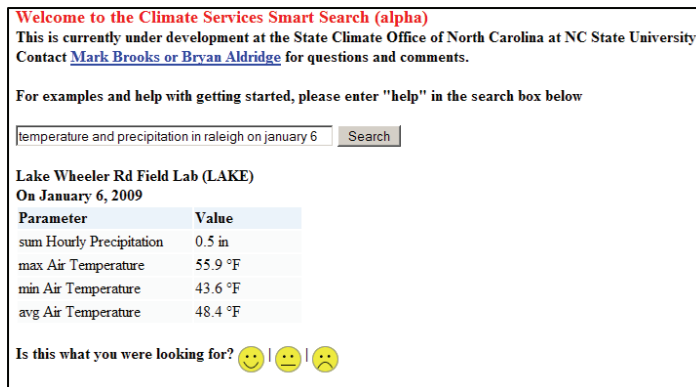 Welcome to the Climate Services Smart Search (alpha)
This is currently under development at the State Climate Office of North Carolina at NC State University
Contact Mark Brooks or Bryan Aldridge for questions and comments.
For examples and help with getting started, please enter "help" in the search box below
temperature and precipitation in raleigh on january 6 Search
Lake Wheeler Rd Field Lab (LAKE)
On January 6, 2009
Parameter Value
sum Hourly Precipitation 0.5 in
max Air Temperature 55.9 °F
min Air Temperature 43.6 °F
avg Air Temperature 48.4 °F
Is this what you were looking for? | |